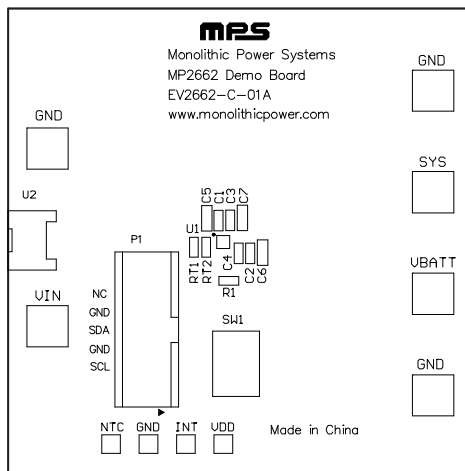 MPS
Monolithic Power Systems
MP2662 Demo Board
EV2662-C-01A
www.monolithicpower.com
GND
GND
SYS
U2
C5
C1
C3
C7
U1
P1
RT1
RT2
C4
C2
C6
VBATT
R1
VIN
NC
GND
SDA
GND
SCL
SW1
GND
NTC GND INT VDD
Made in China